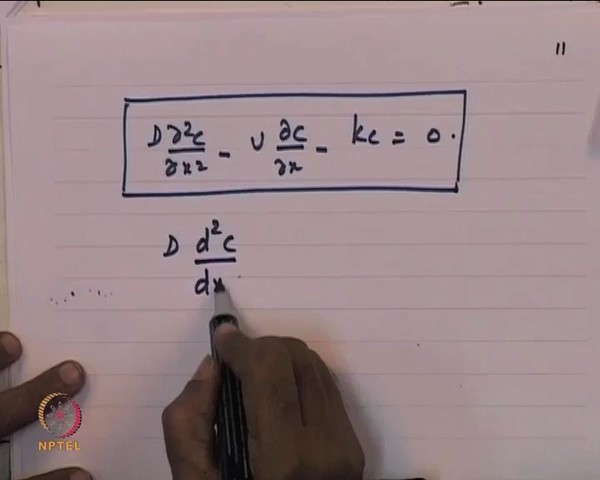 11
D ∂²c/∂x² - U ∂c/∂x - kc = 0.
D d²c/dx
NPTEL